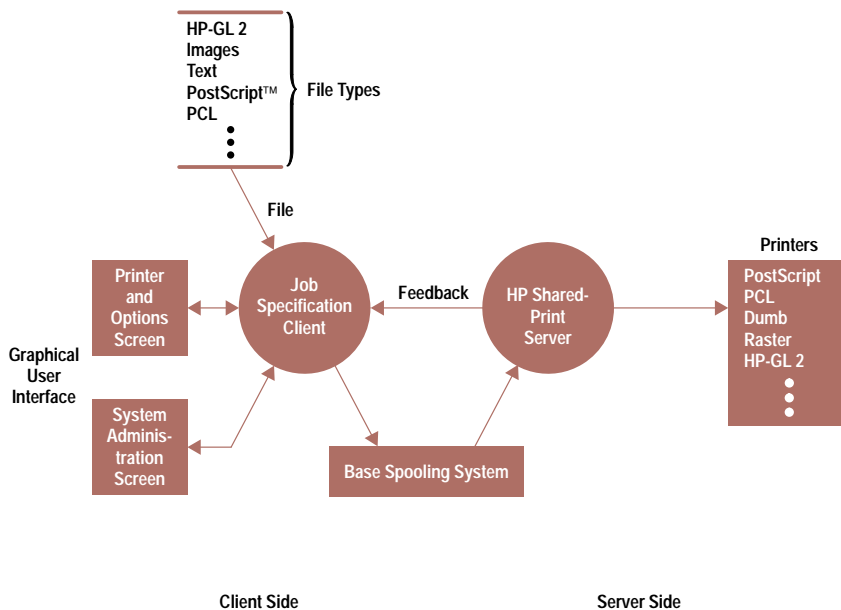 HP-GL 2
Images
Text
PostScript™
PCL
File Types
File
Printer
and
Options
Screen
Graphical
User
Interface
System
Adminis-
tration
Screen
Job
Specification
Client
Feedback
HP Shared-
Print
Server
Base Spooling System
Printers
PostScript
PCL
Dumb
Raster
HP-GL 2
Client Side
Server Side